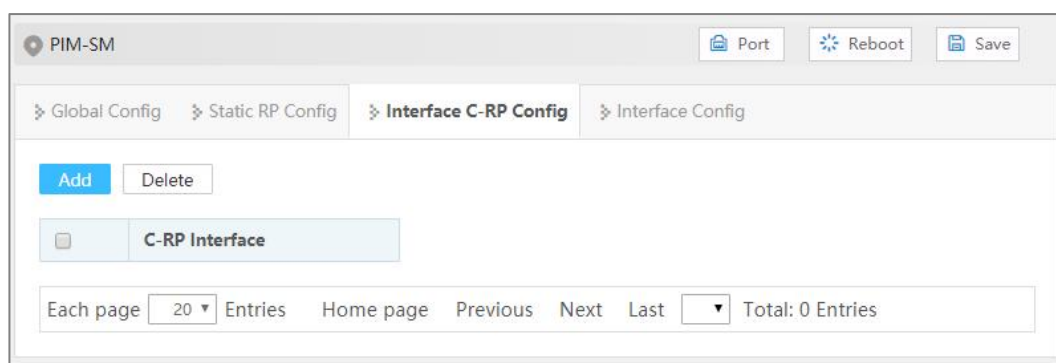 PIM-SM Port Reboot Save
Global Config Static RP Config Interface C-RP Config Interface Config
Add Delete
C-RP Interface
Each page 20 Entries Home page Previous Next Last Total: 0 Entries